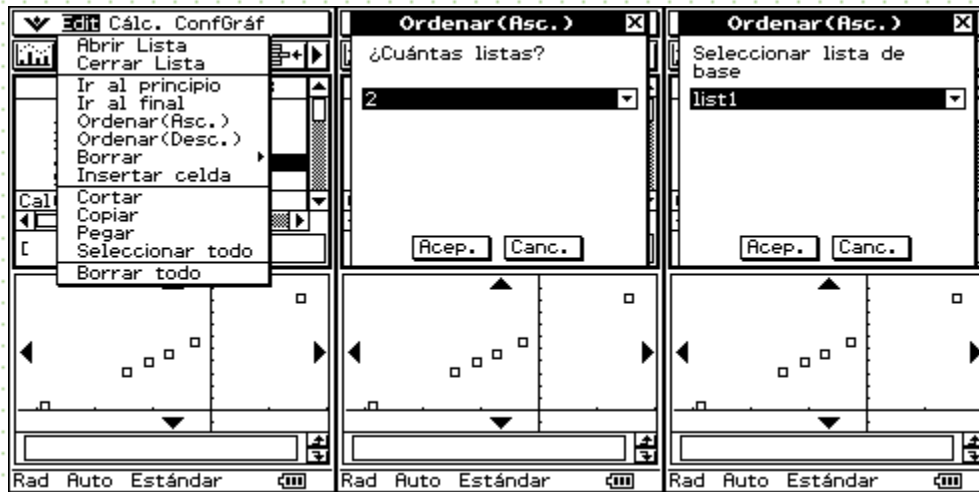 Edit Cálc. ConfGráf
Abrir Lista
Cerrar Lista
Ir al principio
Ir al final
Ordenar(Asc.)
Ordenar(Desc.)
Borrar
Insertar celda
Cal
Cortar
Copiar
Pegar
[
Seleccionar todo
Borrar todo
Rad Auto Estándar
Ordenar(Asc.)
¿Cuántas listas?
2
Acep. Canc.
Rad Auto Estándar
Ordenar(Asc.)
Seleccionar lista de
base
list1
Acep. Canc.
Rad Auto Estándar